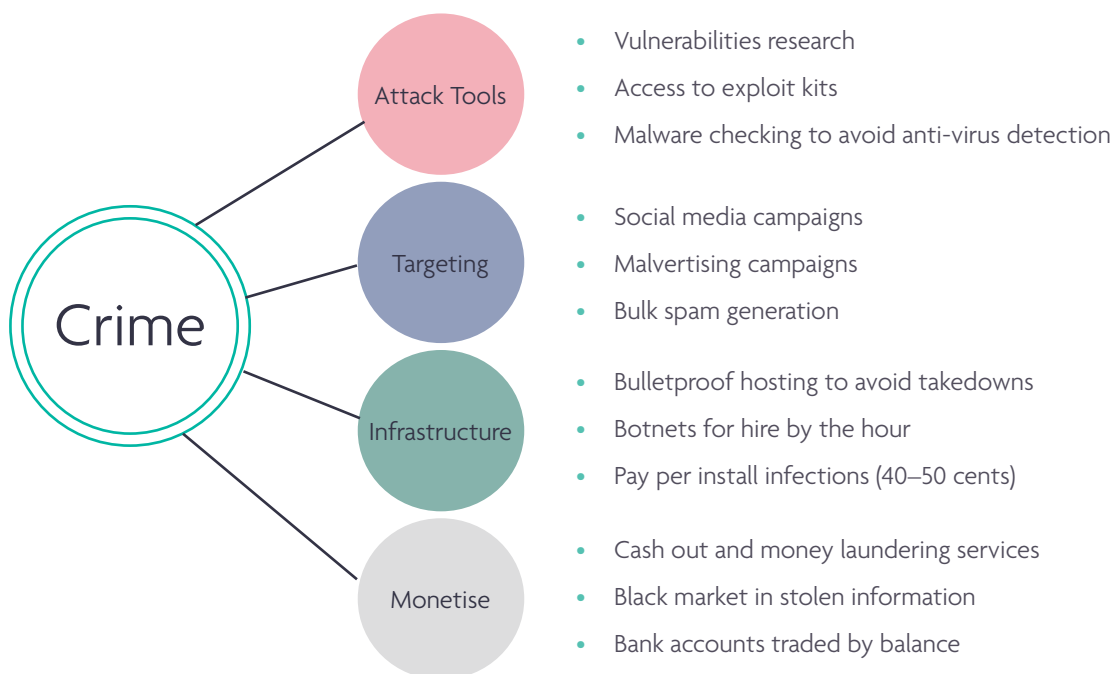 Crime
Attack Tools
• Vulnerabilities research
• Access to exploit kits
• Malware checking to avoid anti-virus detection
Targeting
• Social media campaigns
• Malvertising campaigns
• Bulk spam generation
Infrastructure
• Bulletproof hosting to avoid takedowns
• Botnets for hire by the hour
• Pay per install infections (40–50 cents)
Monetise
• Cash out and money laundering services
• Black market in stolen information
• Bank accounts traded by balance